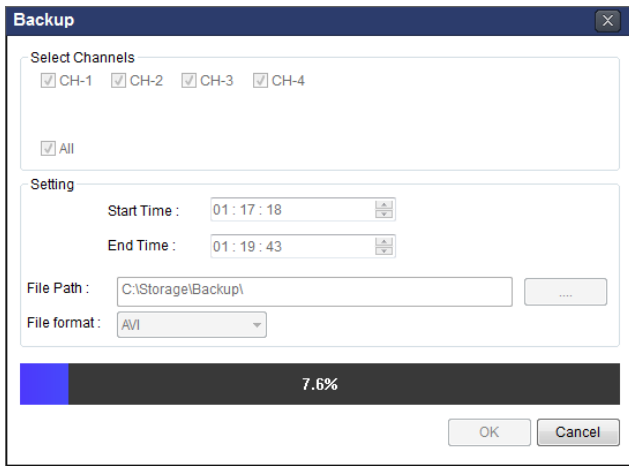 Backup
Select Channels
CH-1 CH-2 CH-3 CH-4
All
Setting
Start Time : 01 : 17 : 18
End Time : 01 : 19 : 43
File Path : C:\Storage\Backup\ ....
File format : AVI
7.6%
OK Cancel